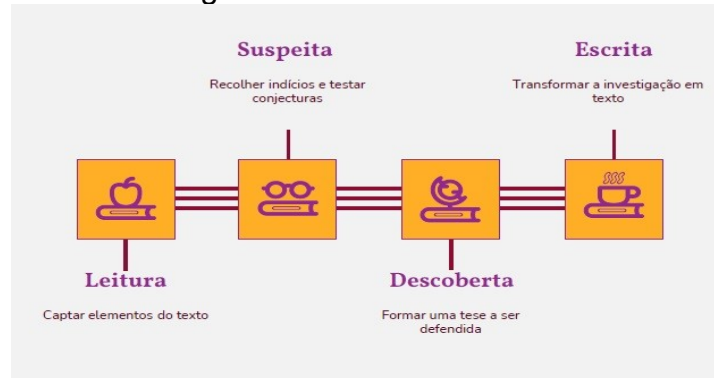 Suspeita
Recolher indícios e testar
conjecturas
Escrita
Transformar a investigação em
texto
Leitura
Captar elementos do texto
Descoberta
Formar uma tese a ser
defendida